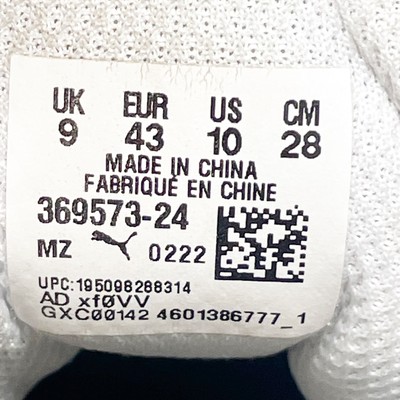 UK EUR US CM
9 43 10 28
MADE IN CHINA
FABRIQUÉ EN CHINE
369573-24
MZ 0222
UPC:195098288314
AD xf0VV
GXC00142 4601386777_1